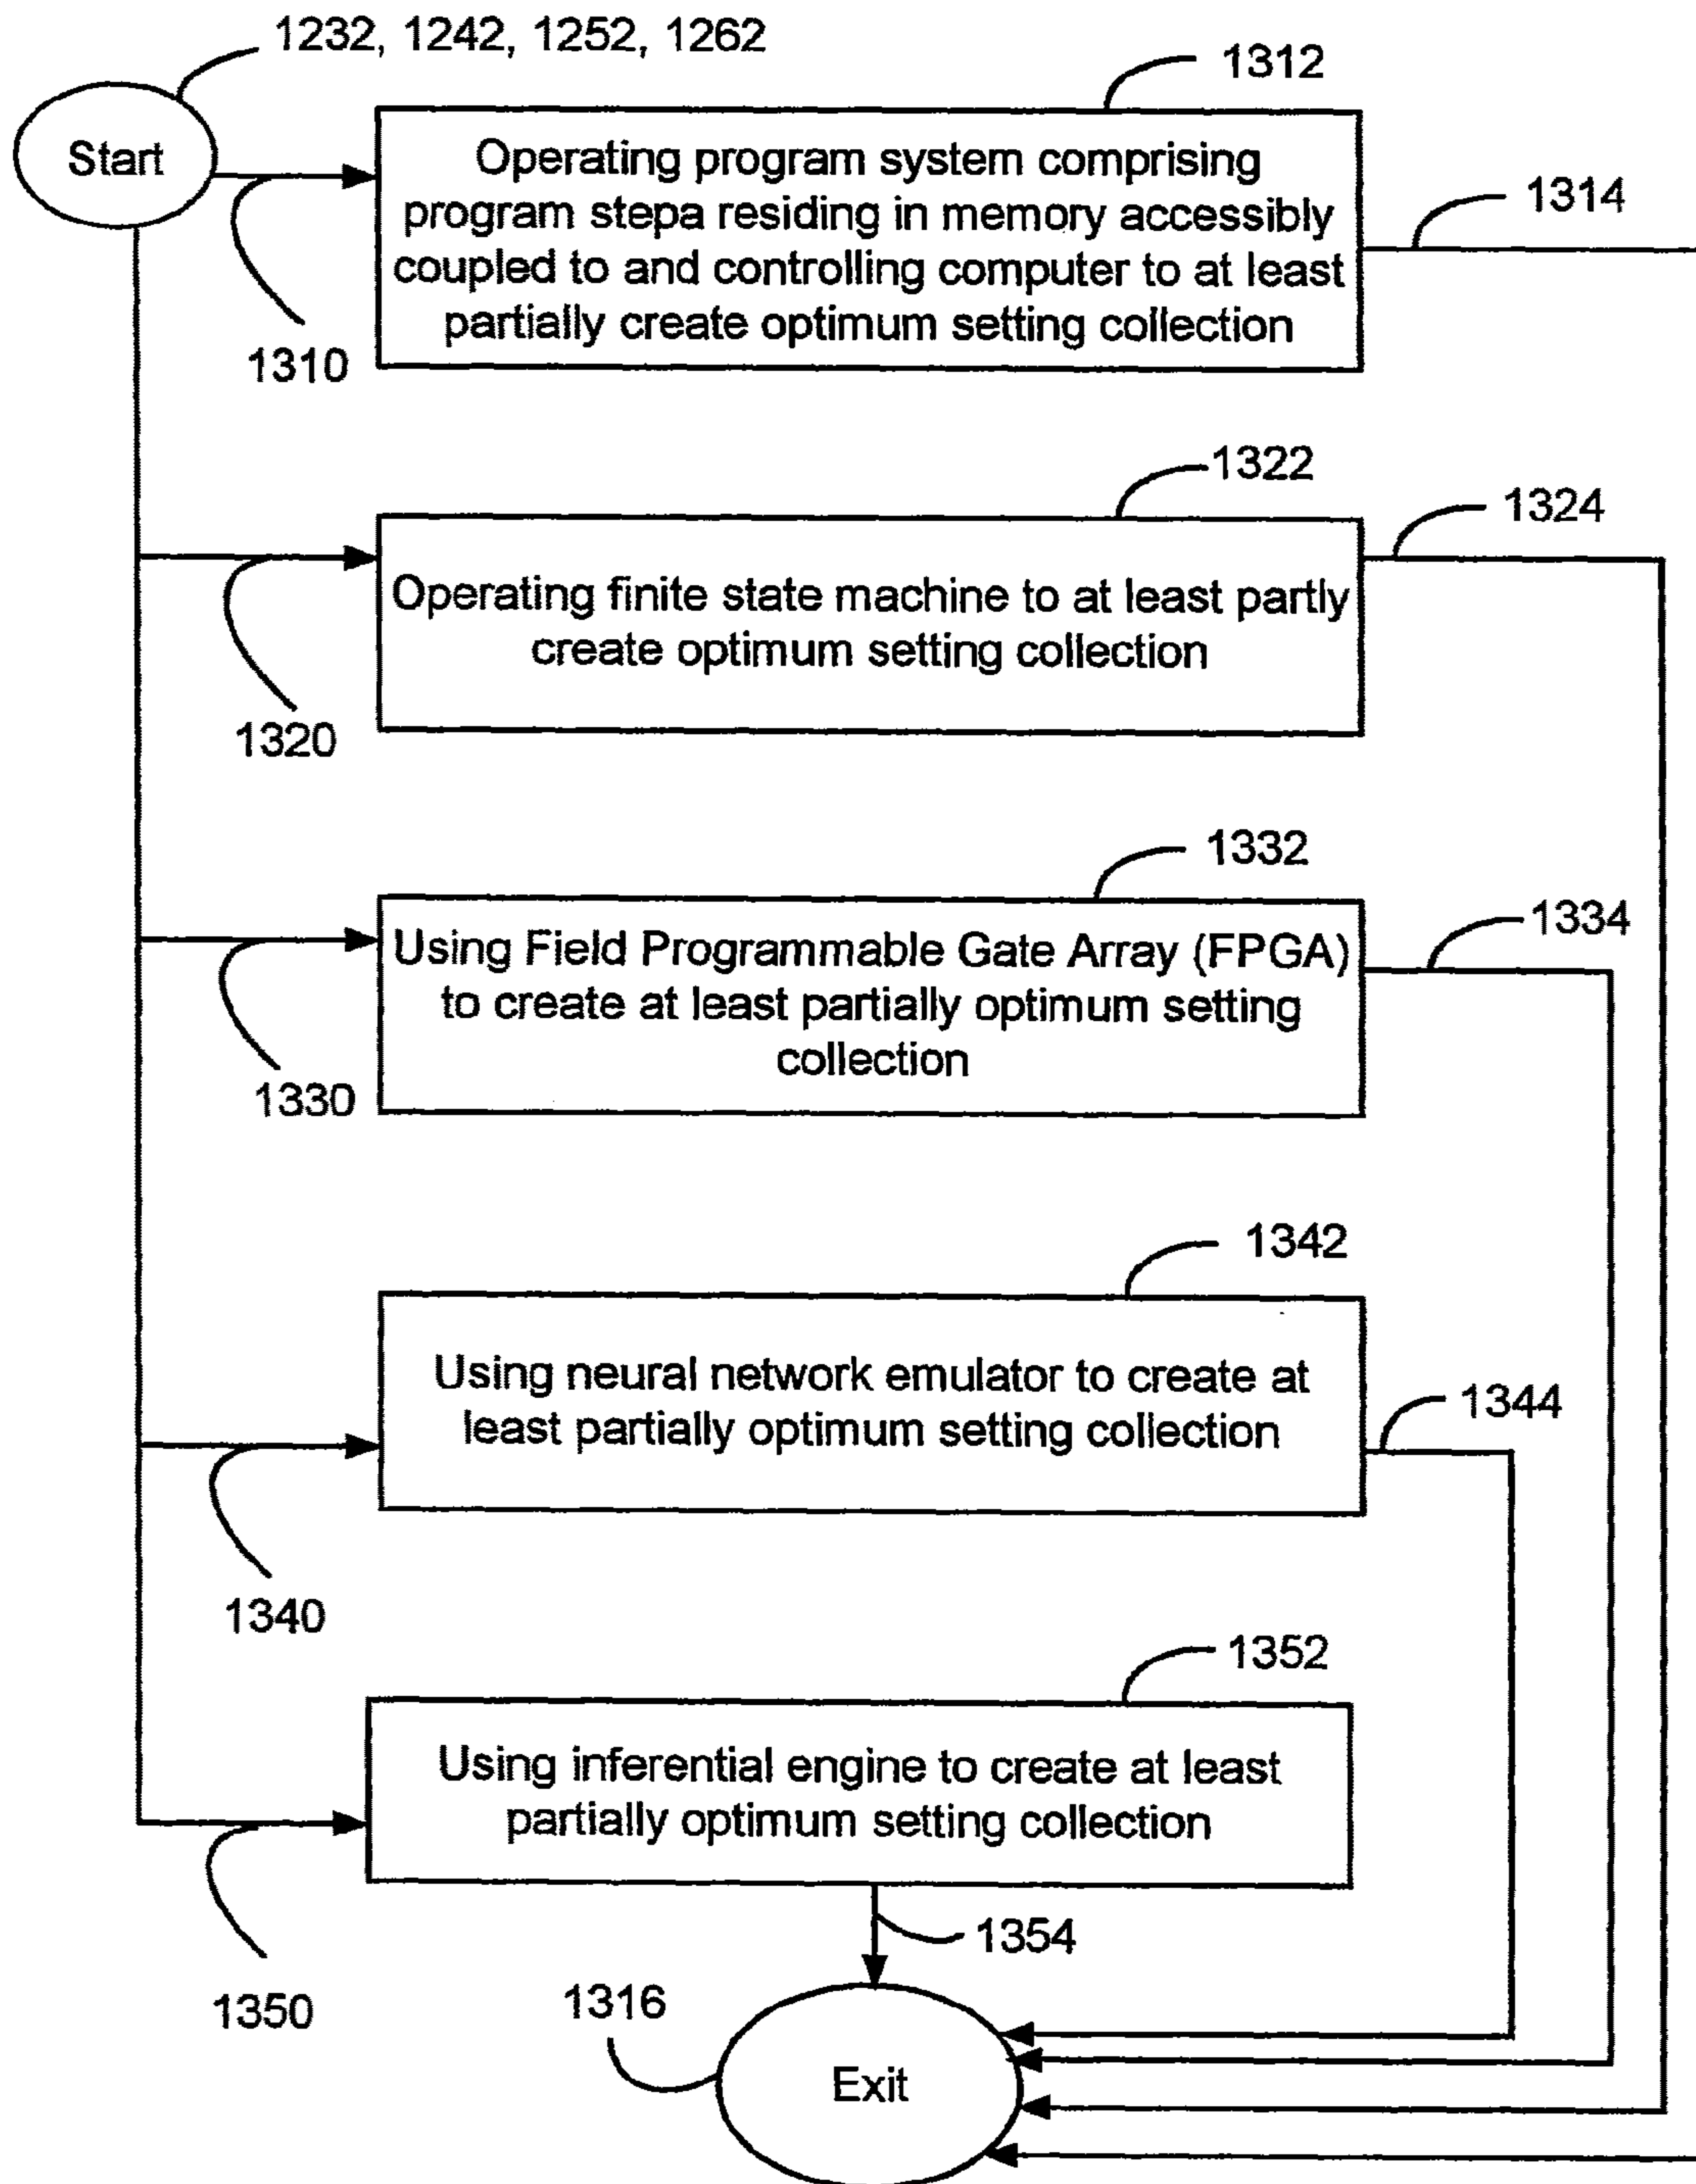 1232, 1242, 1252, 1262
Start
1312
Operating program system comprising
program stepa residing in memory accessibly
coupled to and controlling computer to at least
partially create optimum setting collection
1314
1310
1322
1324
Operating finite state machine to at least partly
create optimum setting collection
1320
1332
1334
Using Field Programmable Gate Array (FPGA)
to create at least partially optimum setting
collection
1330
1342
Using neural network emulator to create at
least partially optimum setting collection
1344
1340
1352
Using inferential engine to create at least
partially optimum setting collection
1354
1350
1316
Exit